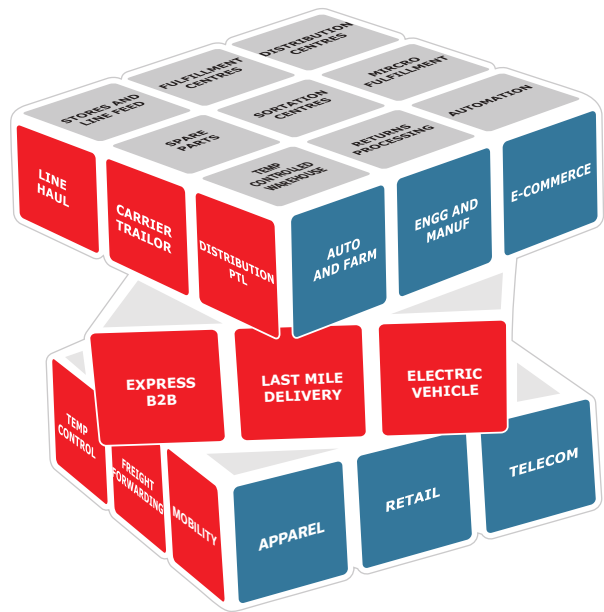 DISTRIBUTION
CENTRES
FULFILLMENT
CENTRES
MIRCRO
FULFILLMENT
STORES AND
LINE FEED
SORTATION
CENTRES
AUTOMATION
SPARE
PARTS
RETURNS
PROCESSING
TEMP
CONTROLLED
WAREHOUSE
LINE
HAUL
CARRIER
TRAILOR
DISTRIBUTION
PTL
AUTO
AND FARM
ENGG AND
MANUF
E-COMMERCE
EXPRESS
B2B
LAST MILE
DELIVERY
ELECTRIC
VEHICLE
TEMP
CONTROL
FREIGHT
FORWARDING
MOBILITY
APPAREL
RETAIL
TELECOM